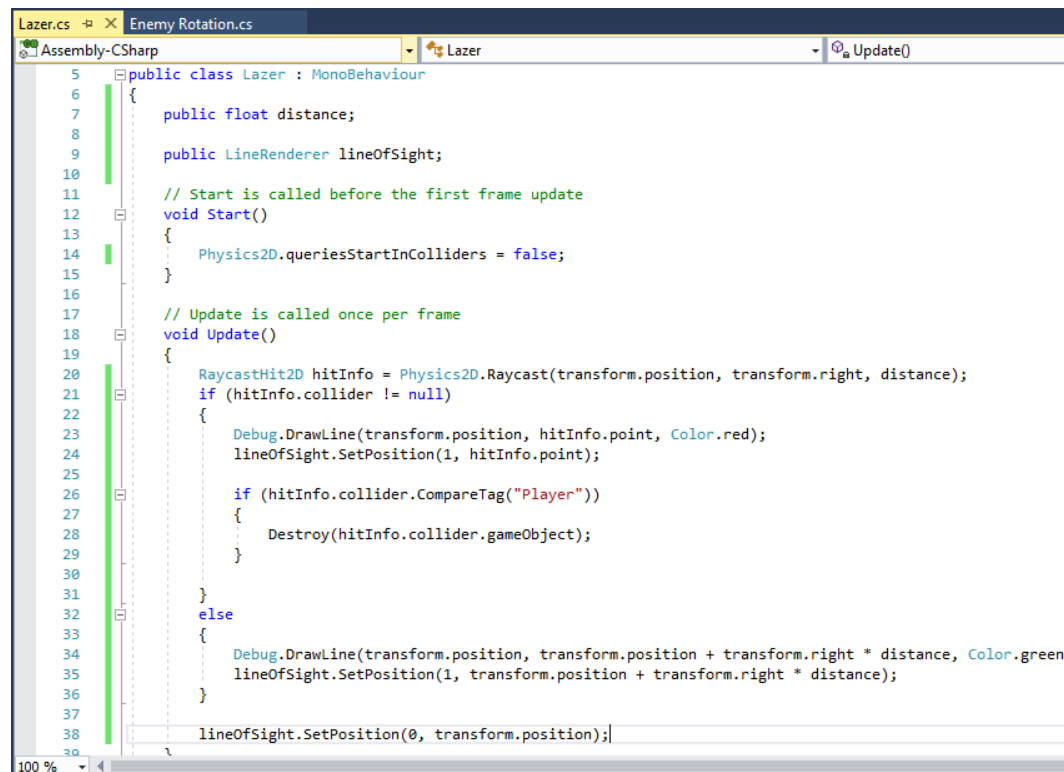 Lazer.cs Enemy Rotation.cs
Assembly-CSharp Lazer Update()
5 public class Lazer : MonoBehaviour
6 {
7 public float distance;
8
9 public LineRenderer lineOfSight;
10
11 // Start is called before the first frame update
12 void Start()
13 {
14 Physics2D.queriesStartInColliders = false;
15 }
16
17 // Update is called once per frame
18 void Update()
19 {
20 RaycastHit2D hitInfo = Physics2D.Raycast(transform.position, transform.right, distance);
21 if (hitInfo.collider != null)
22 {
23 Debug.DrawLine(transform.position, hitInfo.point, Color.red);
24 lineOfSight.SetPosition(1, hitInfo.point);
25
26 if (hitInfo.collider.CompareTag("Player"))
27 {
28 Destroy(hitInfo.collider.gameObject);
29 }
30
31 }
32 else
33 {
34 Debug.DrawLine(transform.position, transform.position + transform.right * distance, Color.green
35 lineOfSight.SetPosition(1, transform.position + transform.right * distance);
36 }
37
38 lineOfSight.SetPosition(0, transform.position);
39 }
100 %